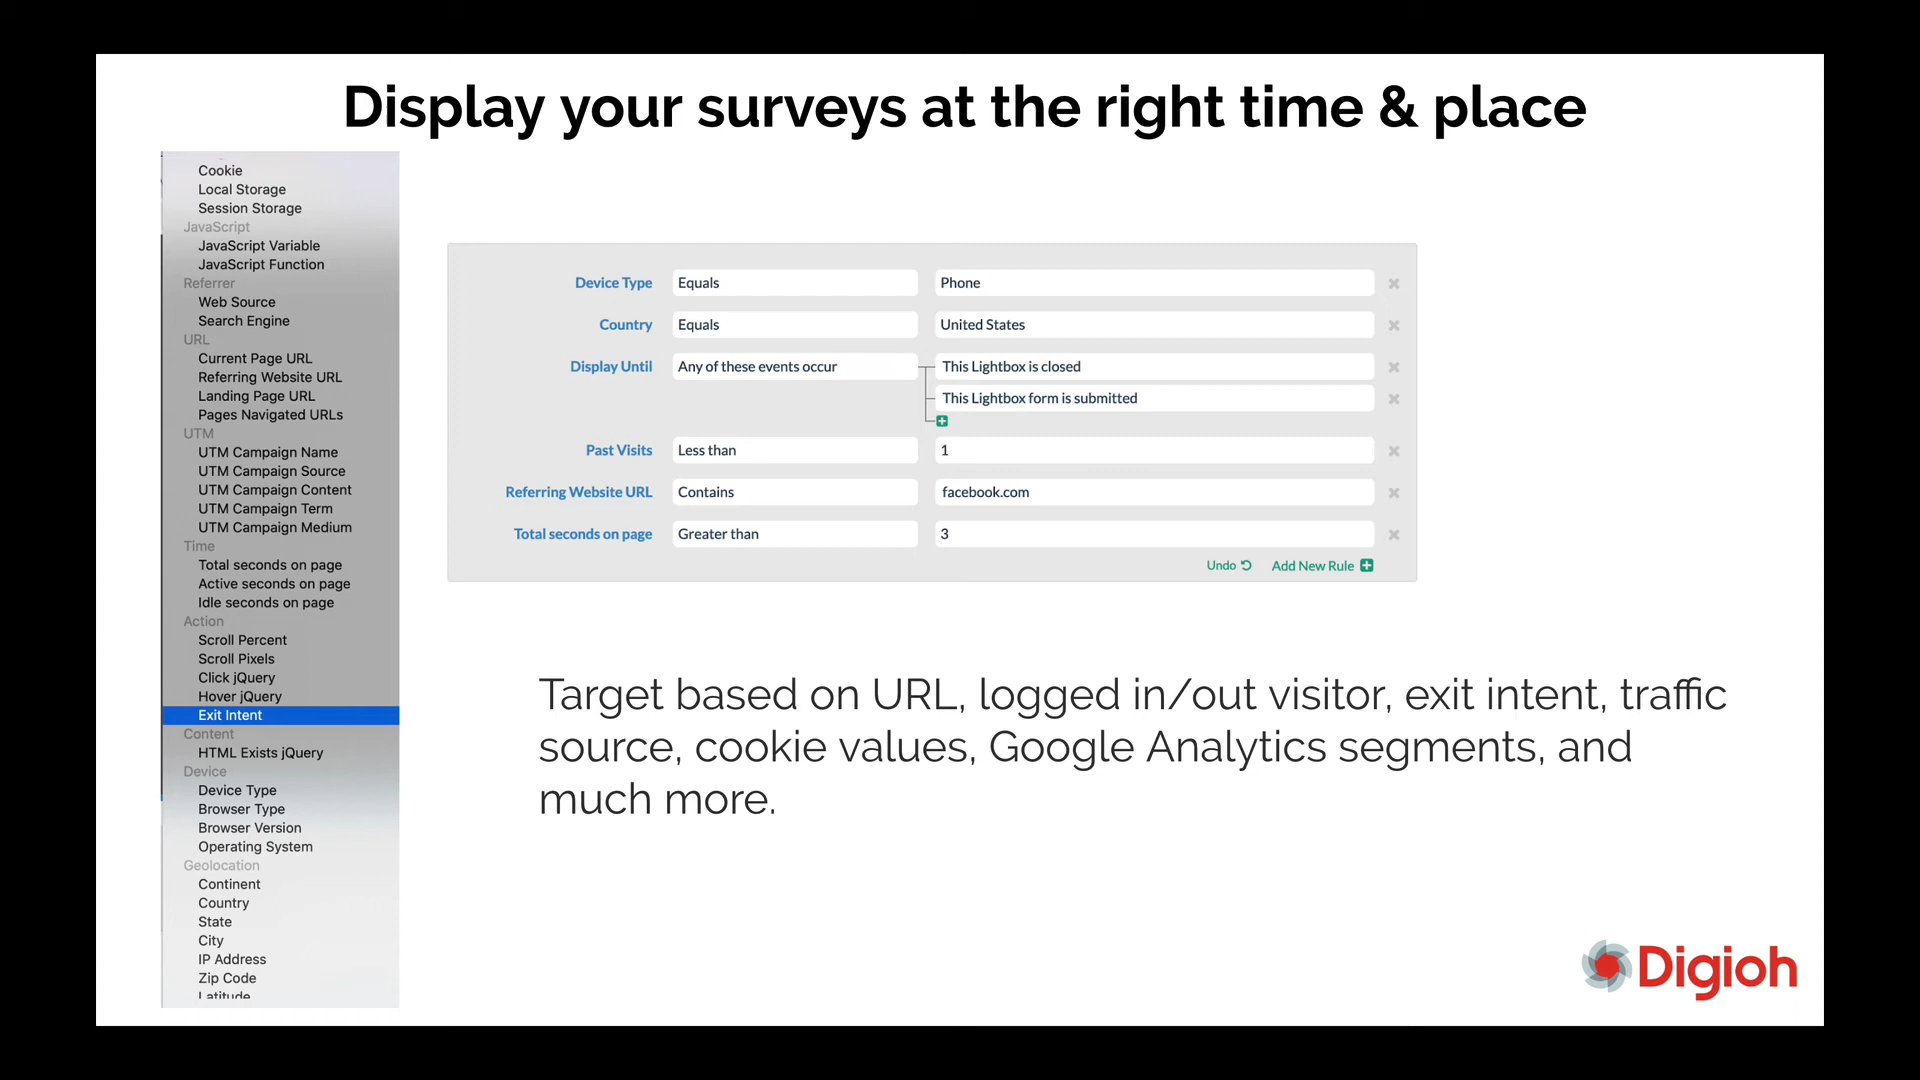 Display your surveys at the right time & place
Cookie
Local Storage
Session Storage
JavaScript
JavaScript Variable
JavaScript Function
Referrer
Web Source
Search Engine
URL
Current Page URL
Referring Website URL
Landing Page URL
Pages Navigated URLs
UTM
UTM Campaign Name
UTM Campaign Source
UTM Campaign Content
UTM Campaign Term
UTM Campaign Medium
Time
Total seconds on page
Active seconds on page
Idle seconds on page
Action
Scroll Percent
Scroll Pixels
Click jQuery
Hover jQuery
Exit Intent
Content
HTML Exists jQuery
Device
Device Type
Browser Type
Browser Version
Operating System
Geolocation
Continent
Country
State
City
IP Address
Zip Code
Latitude
Device Type Equals Phone
Country Equals United States
Display Until Any of these events occur This Lightbox is closed
This Lightbox form is submitted
Past Visits Less than 1
Referring Website URL Contains facebook.com
Total seconds on page Greater than 3
Undo Add New Rule
Target based on URL, logged in/out visitor, exit intent, traffic
source, cookie values, Google Analytics segments, and
much more.
Digioh